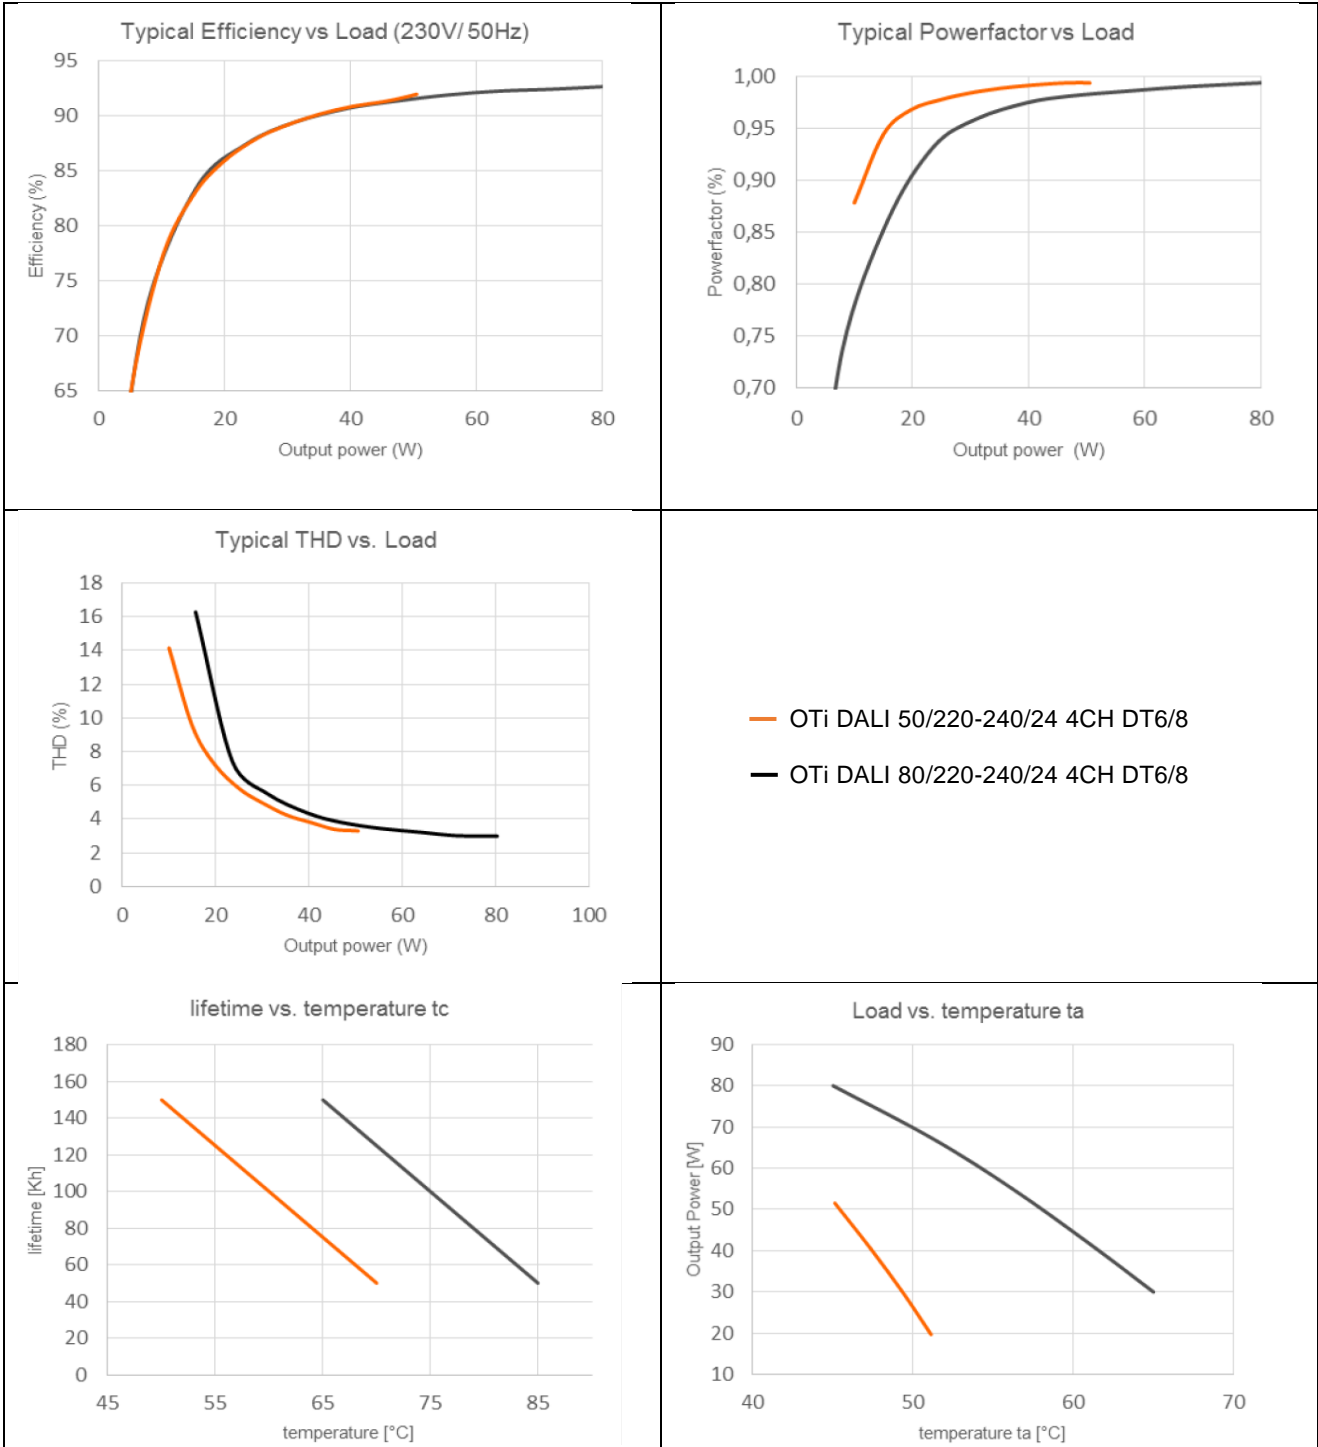 Typical Efficiency vs Load (230V/ 50Hz)
95
90
85
80
75
70
65
Efficiency (%)
0 20 40 60 80
Output power (W)
Typical Powerfactor vs Load
1,00
0,95
0,90
0,85
0,80
0,75
0,70
Powerfactor (%)
0 20 40 60 80
Output power (W)
Typical THD vs. Load
18
16
14
12
10
8
6
4
2
0
THD (%)
0 20 40 60 80 100
Output power (W)
OTi DALI 50/220-240/24 4CH DT6/8
OTi DALI 80/220-240/24 4CH DT6/8
lifetime vs. temperature tc
180
160
140
120
100
80
60
40
20
0
lifetime [Kh]
45 55 65 75 85
temperature [°C]
Load vs. temperature ta
90
80
70
60
50
40
30
20
10
Output Power [W]
40 50 60 70
temperature ta [°C]